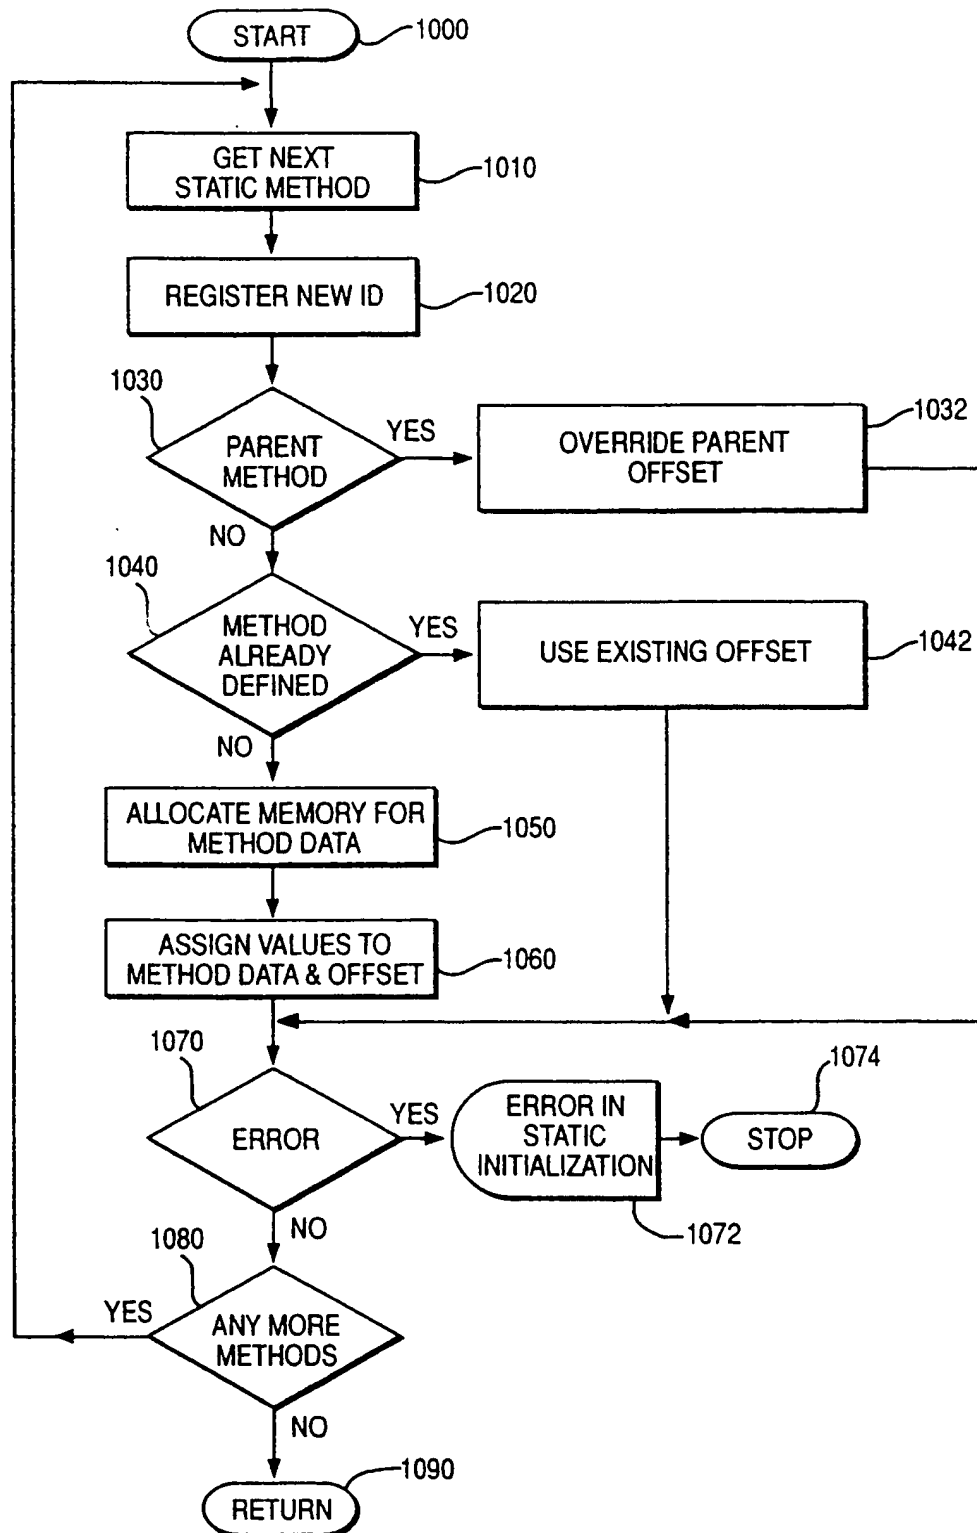 START
1000
GET NEXT
STATIC METHOD
1010
REGISTER NEW ID
1020
1030
PARENT
METHOD
YES
OVERRIDE PARENT
OFFSET
1032
NO
1040
METHOD
ALREADY
DEFINED
YES
USE EXISTING OFFSET
1042
NO
ALLOCATE MEMORY FOR
METHOD DATA
1050
ASSIGN VALUES TO
METHOD DATA & OFFSET
1060
1070
ERROR
YES
ERROR IN
STATIC
INITIALIZATION
1072
STOP
1074
NO
1080
YES
ANY MORE
METHODS
NO
RETURN
1090